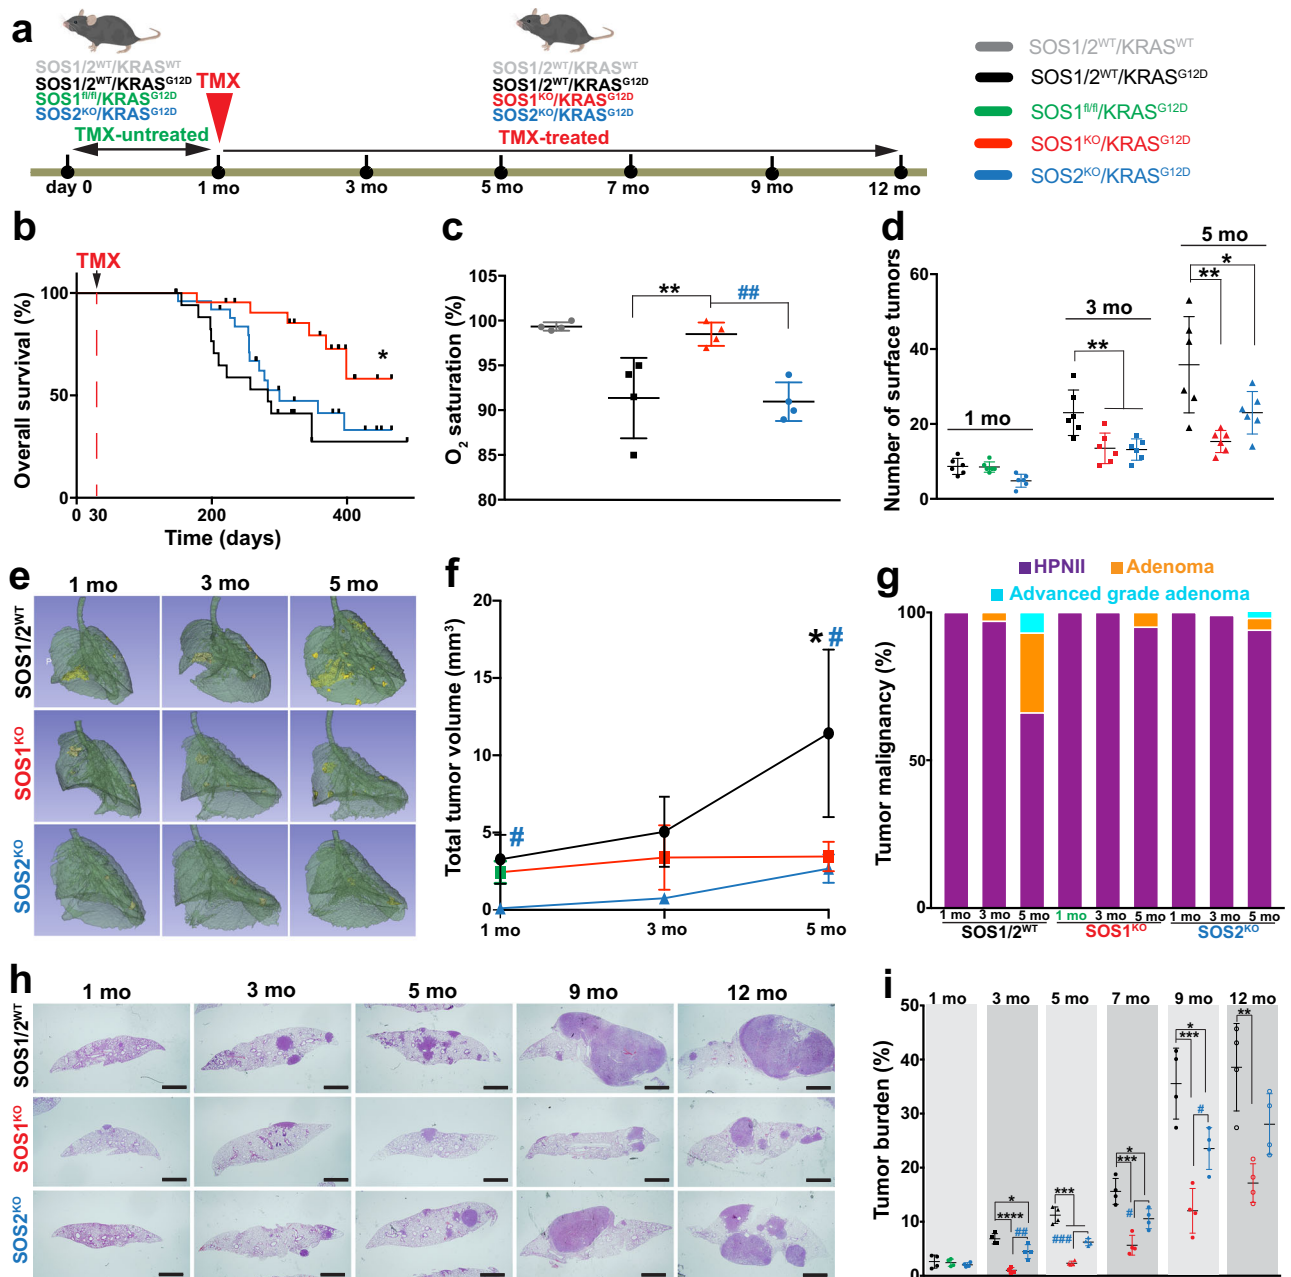 a
SOS1/2WT/KRASWT
SOS1/2WT/KRASG12D
SOS1fl/fl/KRASG12D
SOS2KO/KRASG12D
TMX-untreated
TMX
SOS1/2WT/KRASWT
SOS1/2WT/KRASG12D
SOS1KO/KRASG12D
SOS2KO/KRASG12D
TMX-treated
day 0 1 mo 3 mo 5 mo 7 mo 9 mo 12 mo
SOS1/2WT/KRASWT
SOS1/2WT/KRASG12D
SOS1fl/fl/KRASG12D
SOS1KO/KRASG12D
SOS2KO/KRASG12D
b
TMX
Overall survival (%)
100
50
0
*
0 30 200 400
Time (days)
c
O2 saturation (%)
105
100
95
90
85
80
** ##
d
Number of surface tumors
60
40
20
0
1 mo
3 mo
**
5 mo
*
**
e
1 mo 3 mo 5 mo
SOS1/2WT
SOS1KO
SOS2KO
P
f
Total tumor volume (mm3)
20
15
10
5
0
#
* #
1 mo 3 mo 5 mo
g
HPNII Adenoma
Advanced grade adenoma
Tumor malignancy (%)
100
50
0
1 mo 3 mo 5 mo 1 mo 3 mo 5 mo 1 mo 3 mo 5 mo
SOS1/2WT SOS1KO SOS2KO
h
1 mo 3 mo 5 mo 9 mo 12 mo
SOS1/2WT
SOS1KO
SOS2KO
i
1 mo 3 mo 5 mo 7 mo 9 mo 12 mo
Tumor burden (%)
50
40
30
20
10
0
*
****
##
***
###
*
***
#
*
***
#
**